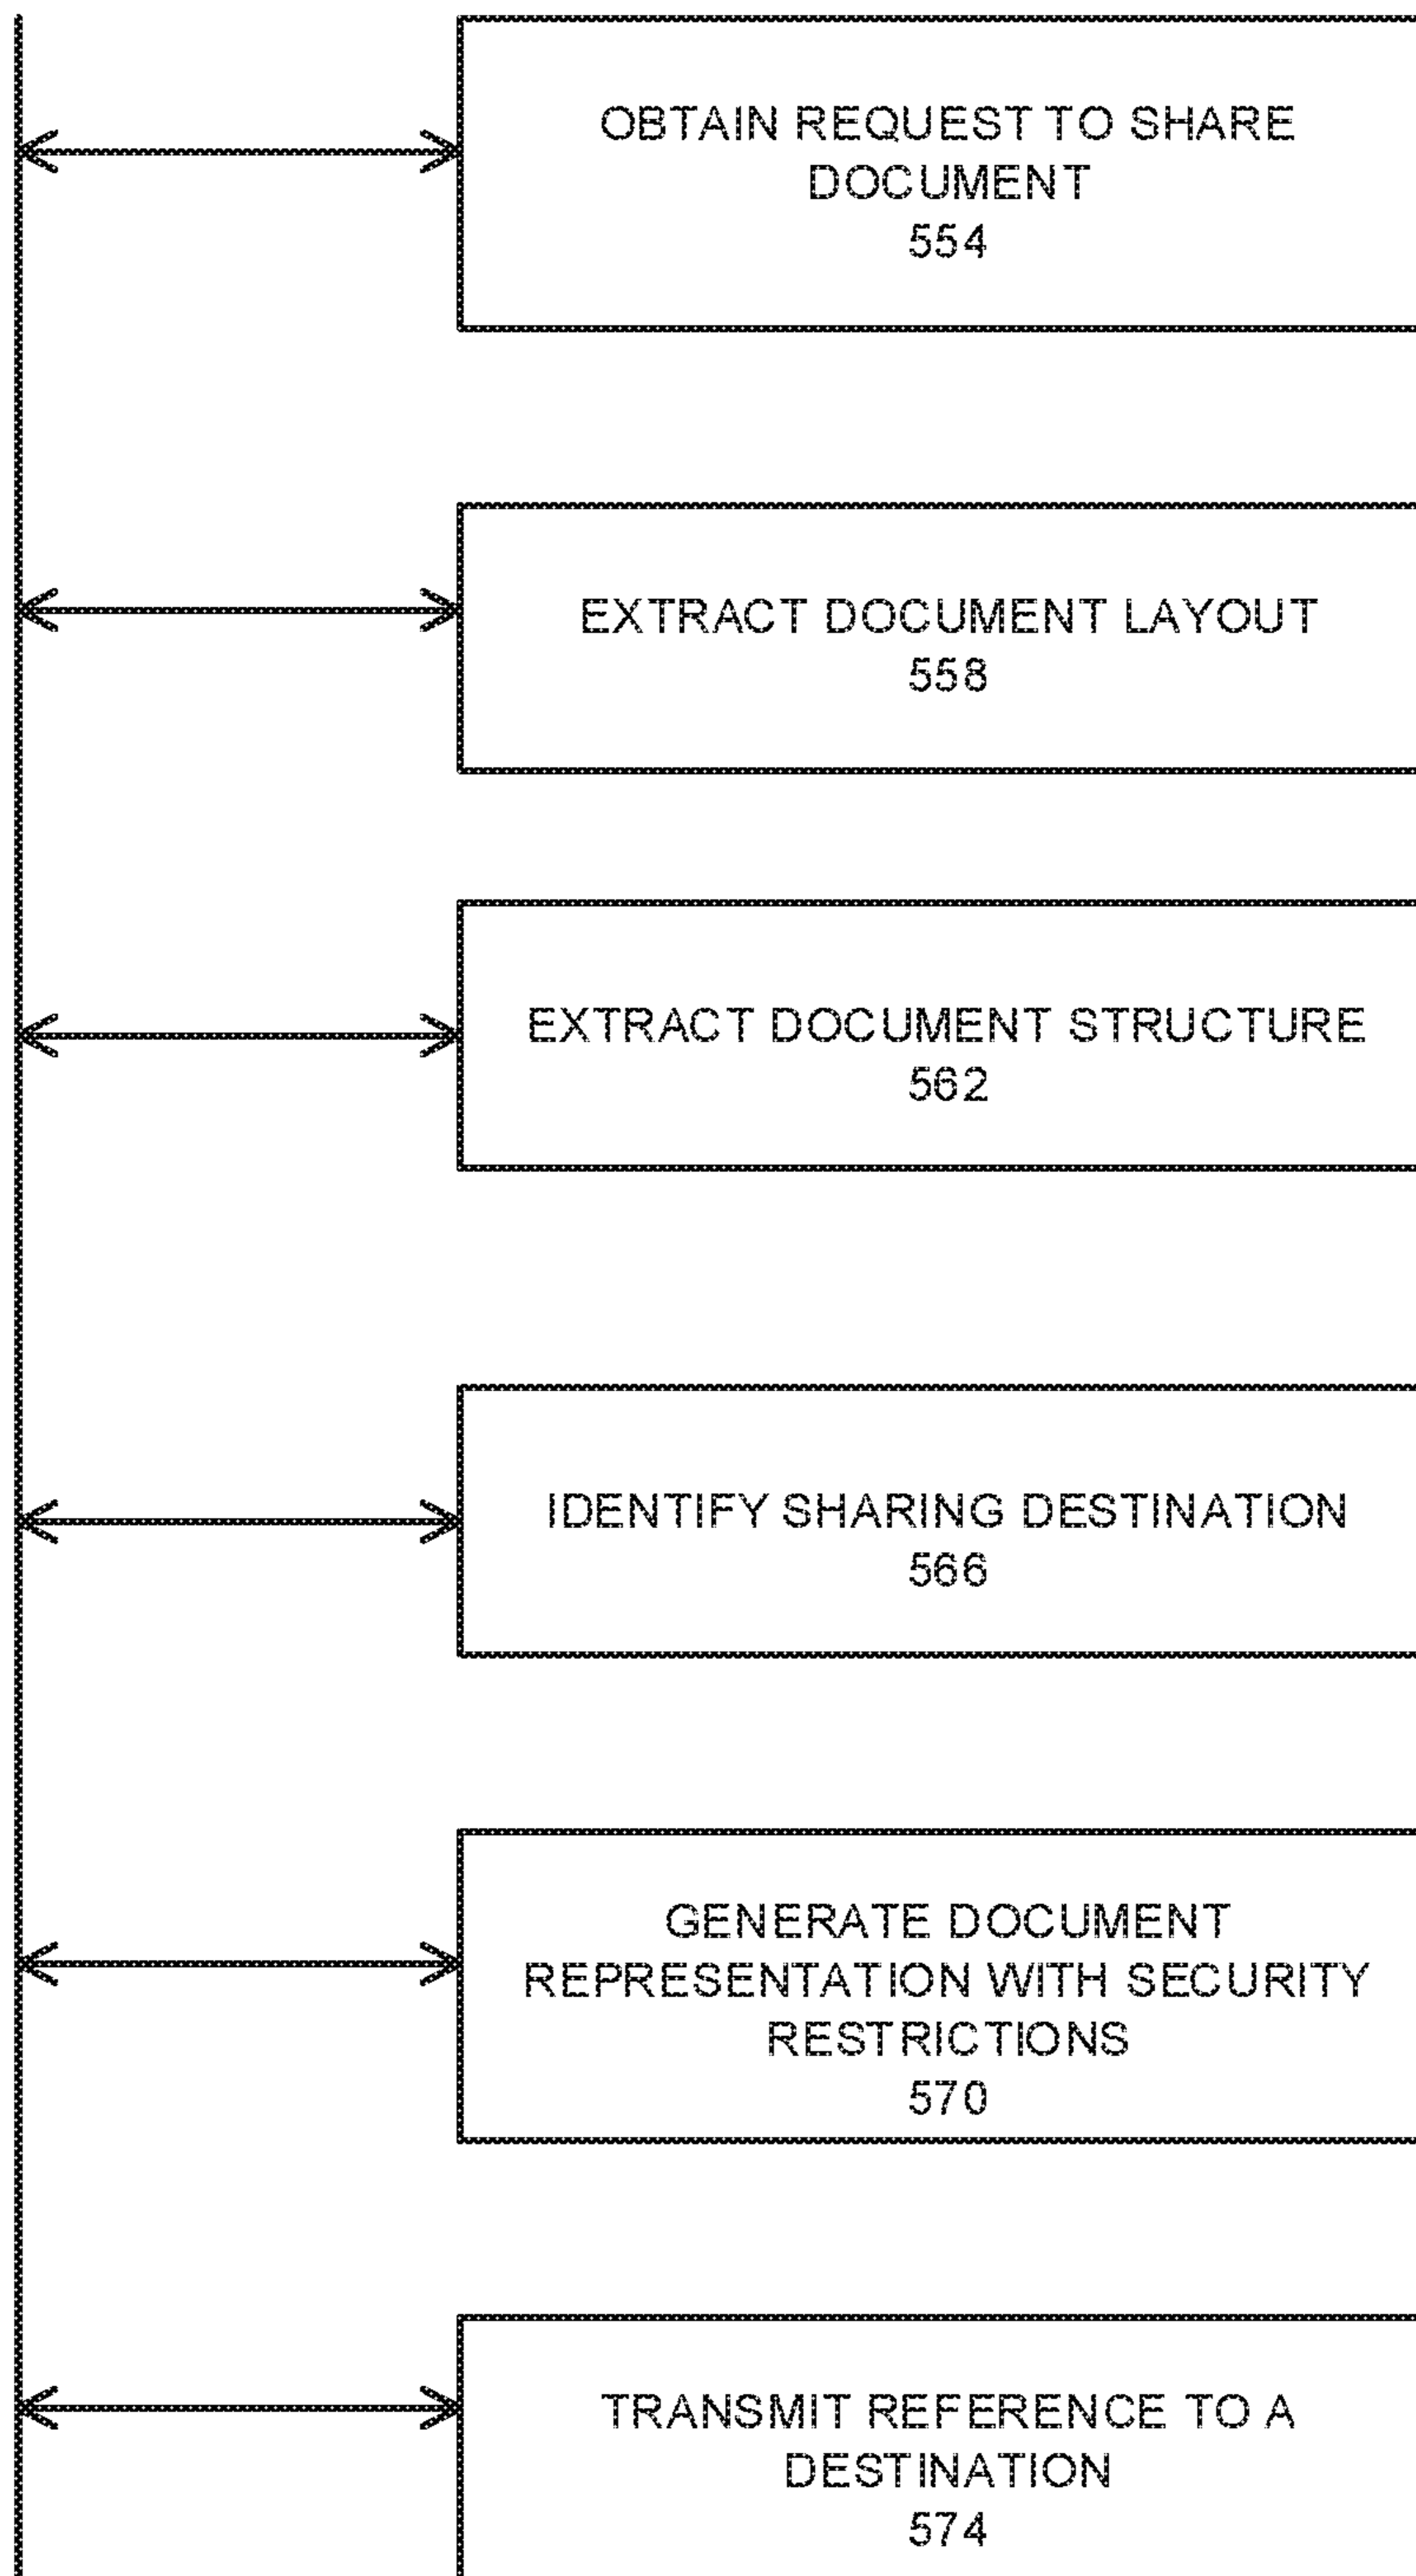 OBTAIN REQUEST TO SHARE
DOCUMENT
554
EXTRACT DOCUMENT LAYOUT
558
EXTRACT DOCUMENT STRUCTURE
562
IDENTIFY SHARING DESTINATION
566
GENERATE DOCUMENT
REPRESENTATION WITH SECURITY
RESTRICTIONS
570
TRANSMIT REFERENCE TO A
DESTINATION
574